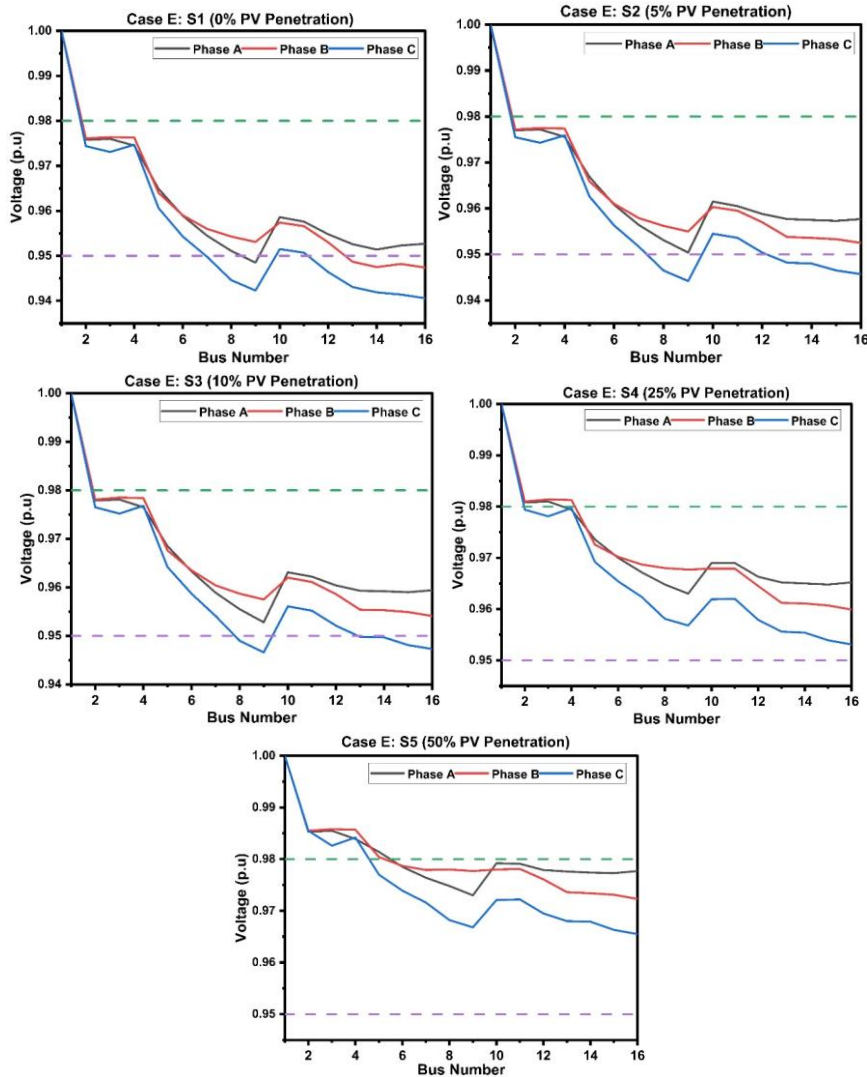 Case E: S1 (0% PV Penetration)
Phase A Phase B Phase C
1.00
0.99
0.98
0.97
0.96
0.95
0.94
Voltage (p.u)
2 4 6 8 10 12 14 16
Bus Number
Case E: S2 (5% PV Penetration)
Phase A Phase B Phase C
1.00
0.99
0.98
0.97
0.96
0.95
0.94
Voltage (p.u)
2 4 6 8 10 12 14 16
Bus Number
Case E: S3 (10% PV Penetration)
Phase A Phase B Phase C
1.00
0.99
0.98
0.97
0.96
0.95
0.94
Voltage (p.u)
2 4 6 8 10 12 14 16
Bus Number
Case E: S4 (25% PV Penetration)
Phase A Phase B Phase C
1.00
0.99
0.98
0.97
0.96
0.95
Voltage (p.u)
2 4 6 8 10 12 14 16
Bus Number
Case E: S5 (50% PV Penetration)
Phase A Phase B Phase C
1.00
0.99
0.98
0.97
0.96
0.95
Voltage (p.u)
2 4 6 8 10 12 14 16
Bus Number